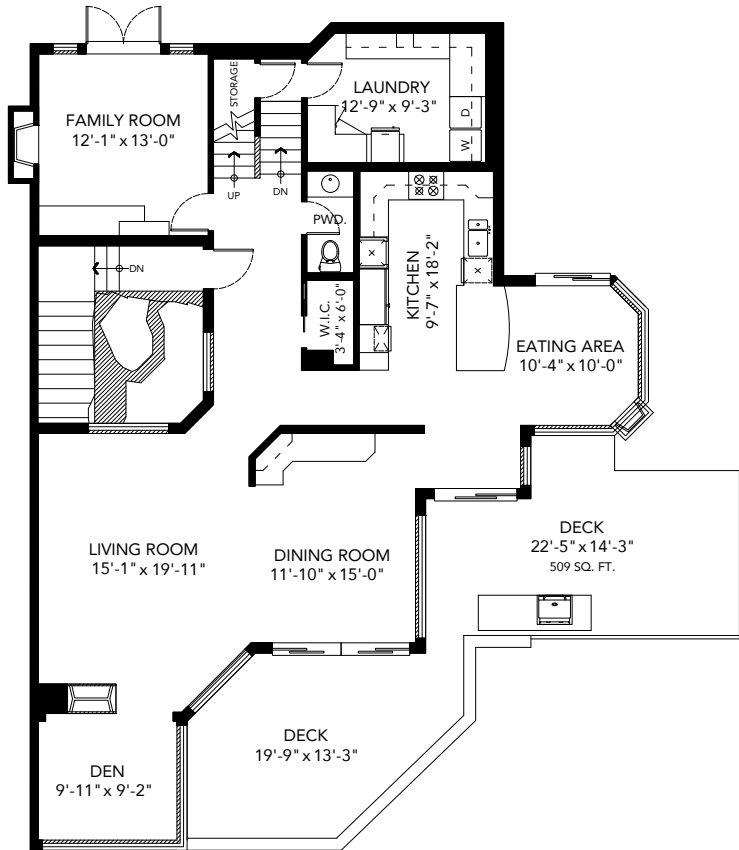 FAMILY ROOM
12'-1" x 13'-0"
STORAGE
LAUNDRY
12'-9" x 9'-3"
D
W
UP
DN
PWD.
KITCHEN
9'-7" x 18'-2"
X
X
DN
W.I.C.
3'-4" x 6'-0"
EATING AREA
10'-4" x 10'-0"
LIVING ROOM
15'-1" x 19'-11"
DINING ROOM
11'-10" x 15'-0"
DECK
22'-5" x 14'-3"
509 SQ. FT.
DECK
19'-9" x 13'-3"
DEN
9'-11" x 9'-2"